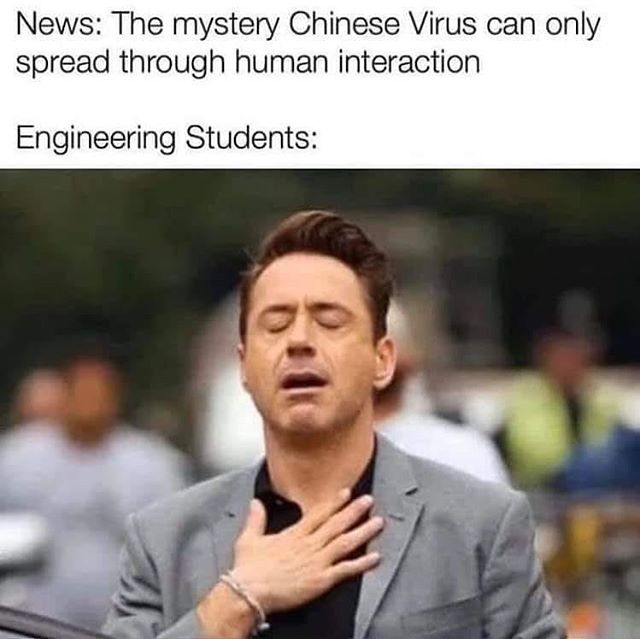 News: The mystery Chinese Virus can only
spread through human interaction
Engineering Students: